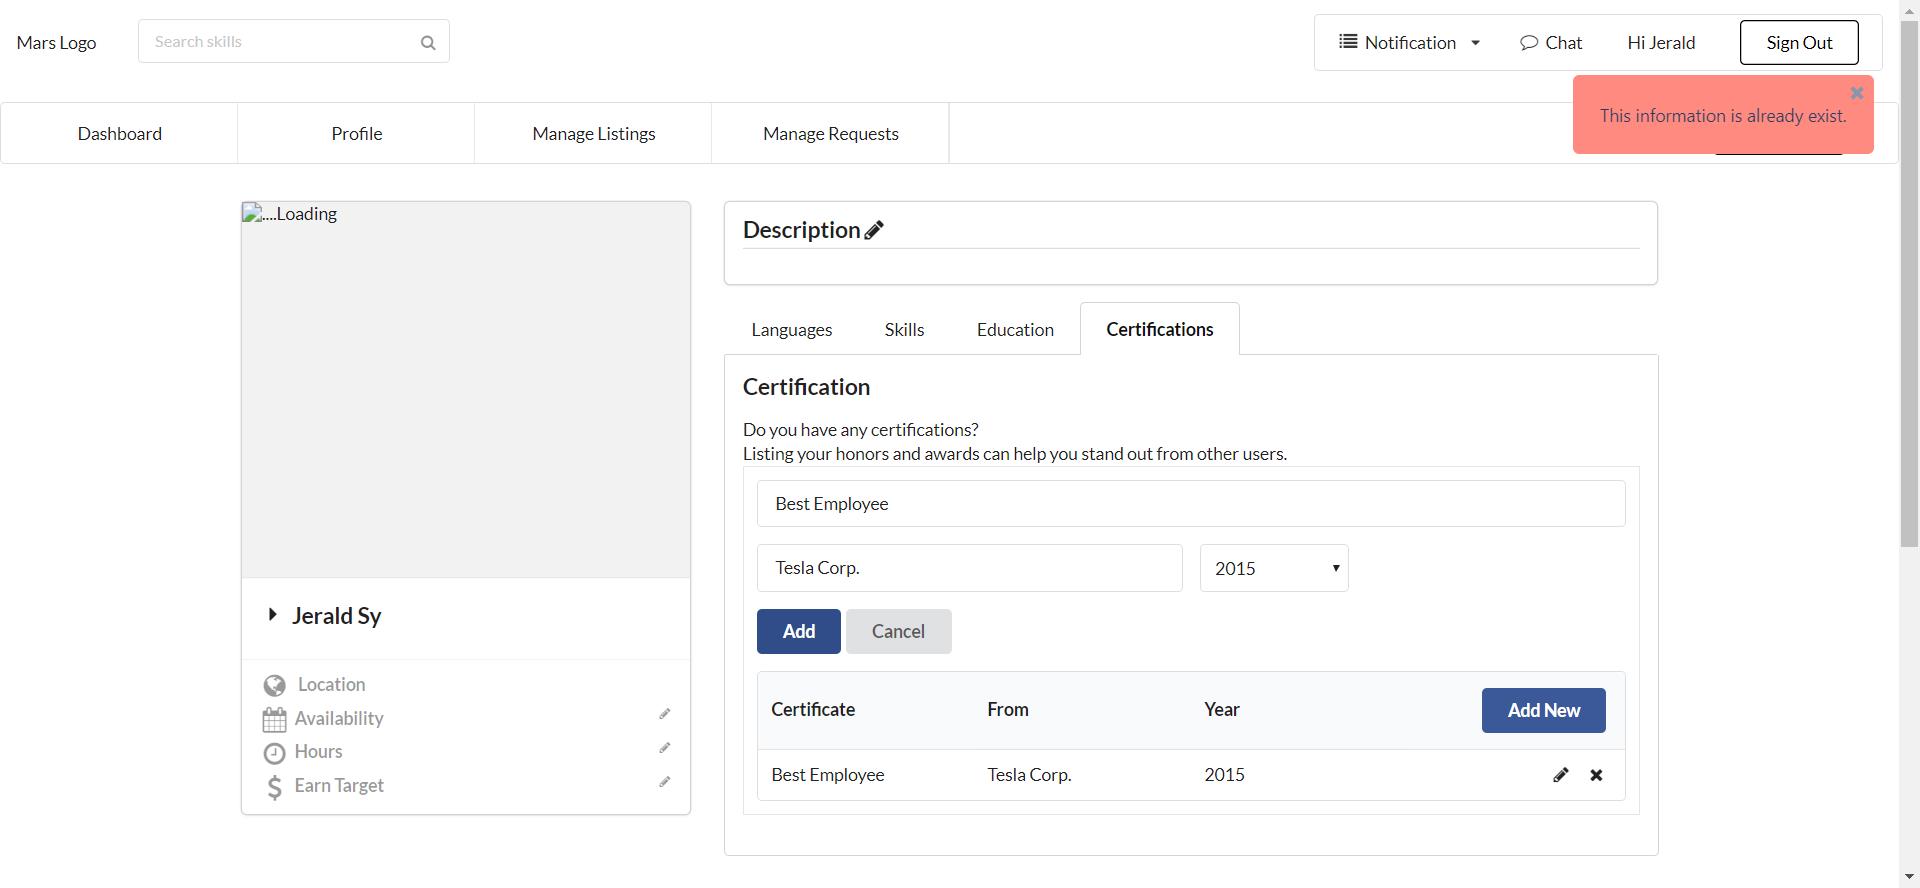 Mars Logo
Search skills
Notification
Chat
Hi Jerald
Sign Out
This information is already exist.
Dashboard
Profile
Manage Listings
Manage Requests
....Loading
Jerald Sy
Location
Availability
Hours
Earn Target
Description
Languages
Skills
Education
Certifications
Certification
Do you have any certifications?
Listing your honors and awards can help you stand out from other users.
Best Employee
Tesla Corp.
2015
Add
Cancel
Certificate
From
Year
Add New
Best Employee
Tesla Corp.
2015